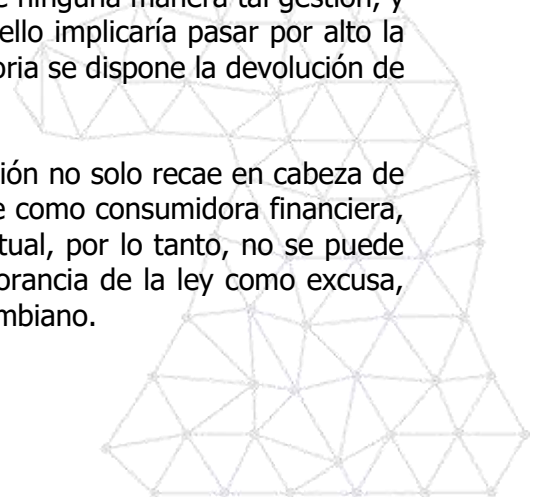 ninguna manera tal gestión, y
ello implicaría pasar por alto la
oria se dispone la devolución de
ión no solo recae en cabeza de
e como consumidora financiera,
tual, por lo tanto, no se puede
orancia de la ley como excusa,
mbiano.